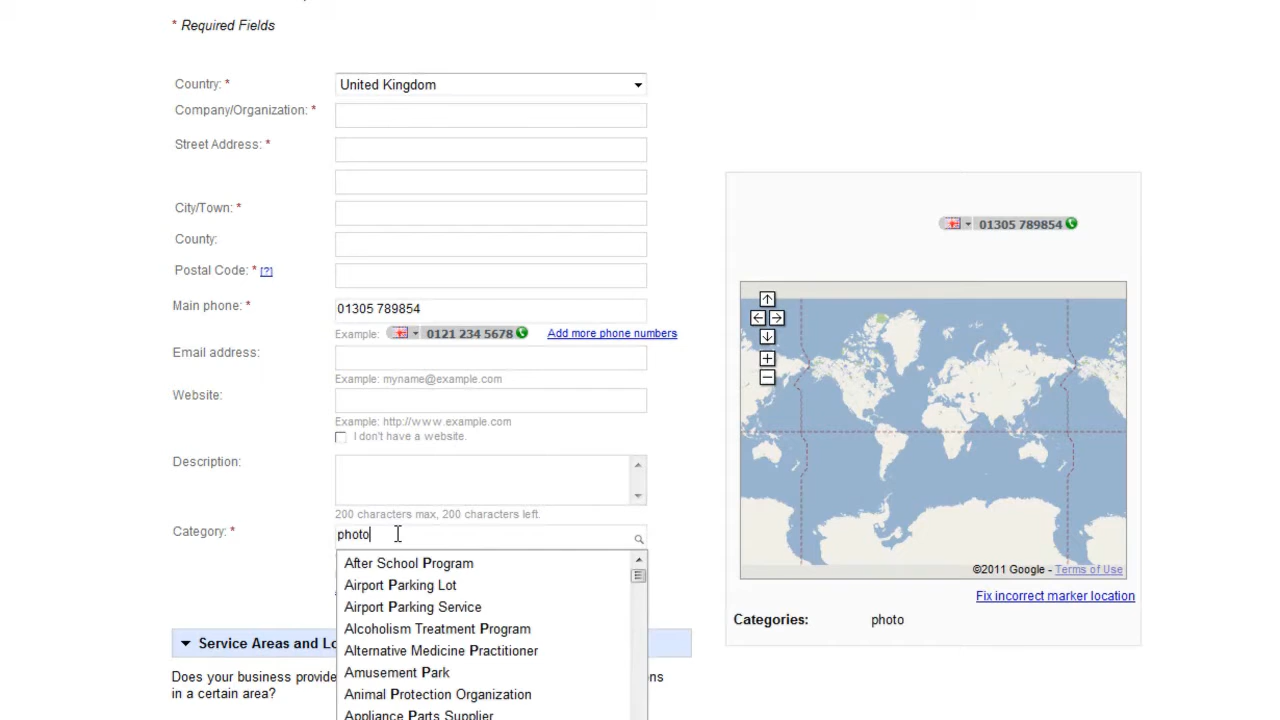 * Required Fields
Country: *
United Kingdom
Company/Organization: *
Street Address: *
City/Town: *
County:
Postal Code: * [?]
Main phone: *
01305 789854
Example: 0121 234 5678
Add more phone numbers
Email address:
Example: myname@example.com
Website:
Example: http://www.example.com
I don't have a website.
Description:
200 characters max, 200 characters left.
Category: *
photo
After School Program
Airport Parking Lot
Airport Parking Service
Alcoholism Treatment Program
Alternative Medicine Practitioner
Amusement Park
Animal Protection Organization
Appliance Parts Supplier
Service Areas and Lo
Does your business provide
ns
in a certain area?
01305 789854
©2011 Google - Terms of Use
Fix incorrect marker location
Categories: photo